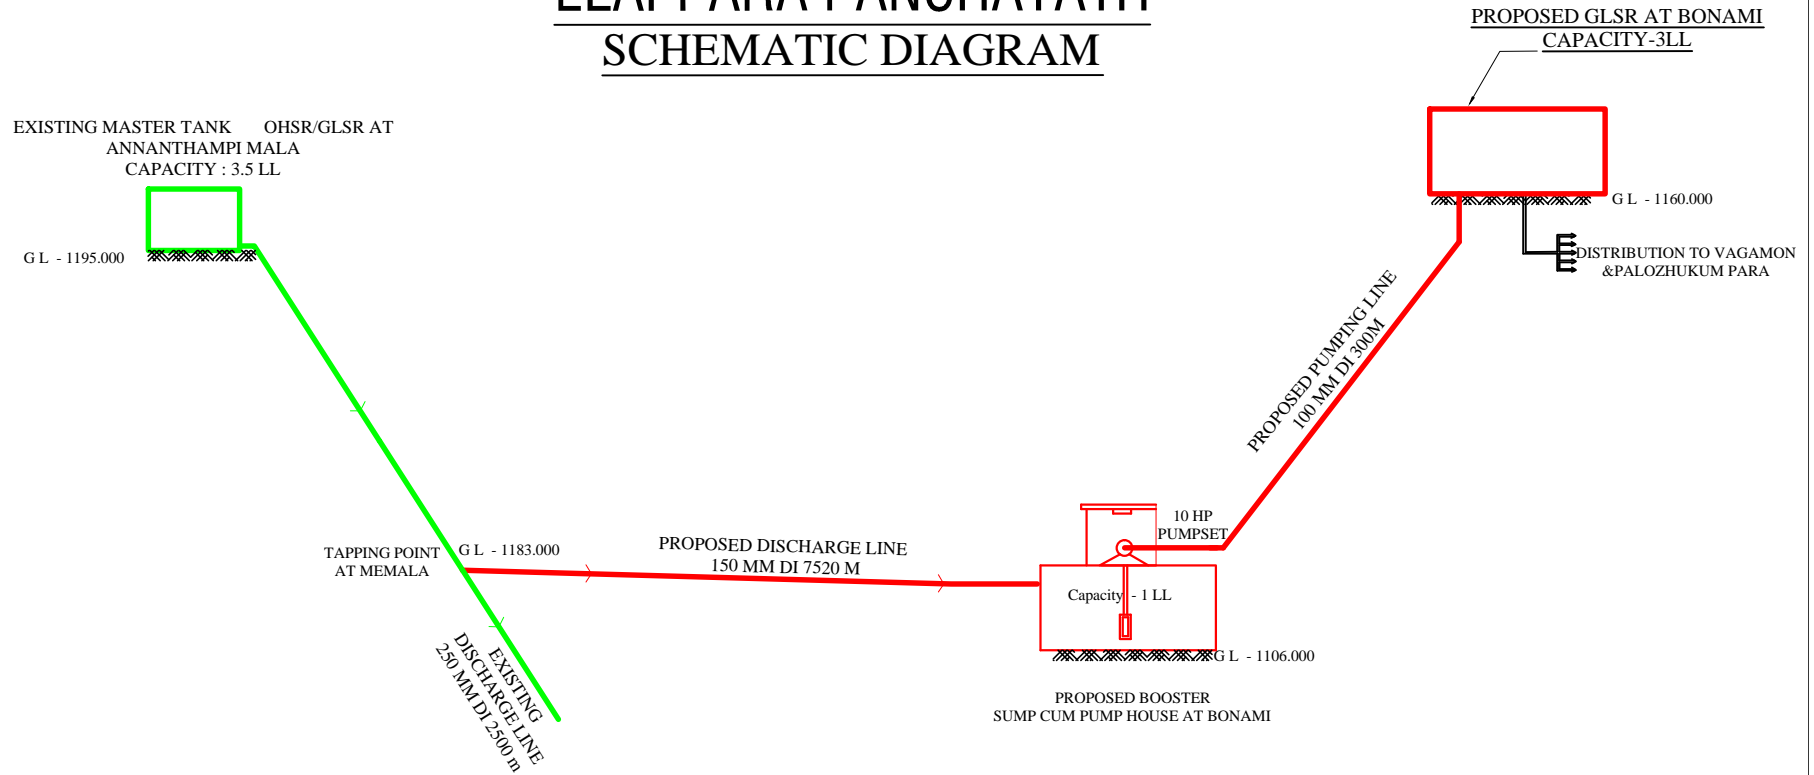 SCHEMATIC DIAGRAM
PROPOSED GLSR AT BONAMI
CAPACITY-3LL
EXISTING MASTER TANK OHSR/GLSR AT
ANNANTHAMPI MALA
CAPACITY : 3.5 LL
G L - 1195.000
G L - 1160.000
DISTRIBUTION TO VAGAMON
&PALOZHUKUM PARA
PROPOSED PUMPING LINE
100 MM DI 300M
10 HP
PUMPSET
TAPPING POINT
AT MEMALA
G L - 1183.000
PROPOSED DISCHARGE LINE
150 MM DI 7520 M
Capacity - 1 LL
G L - 1106.000
EXISTING
DISCHARGE LINE
250 MM DI 2500 m
PROPOSED BOOSTER
SUMP CUM PUMP HOUSE AT BONAMI